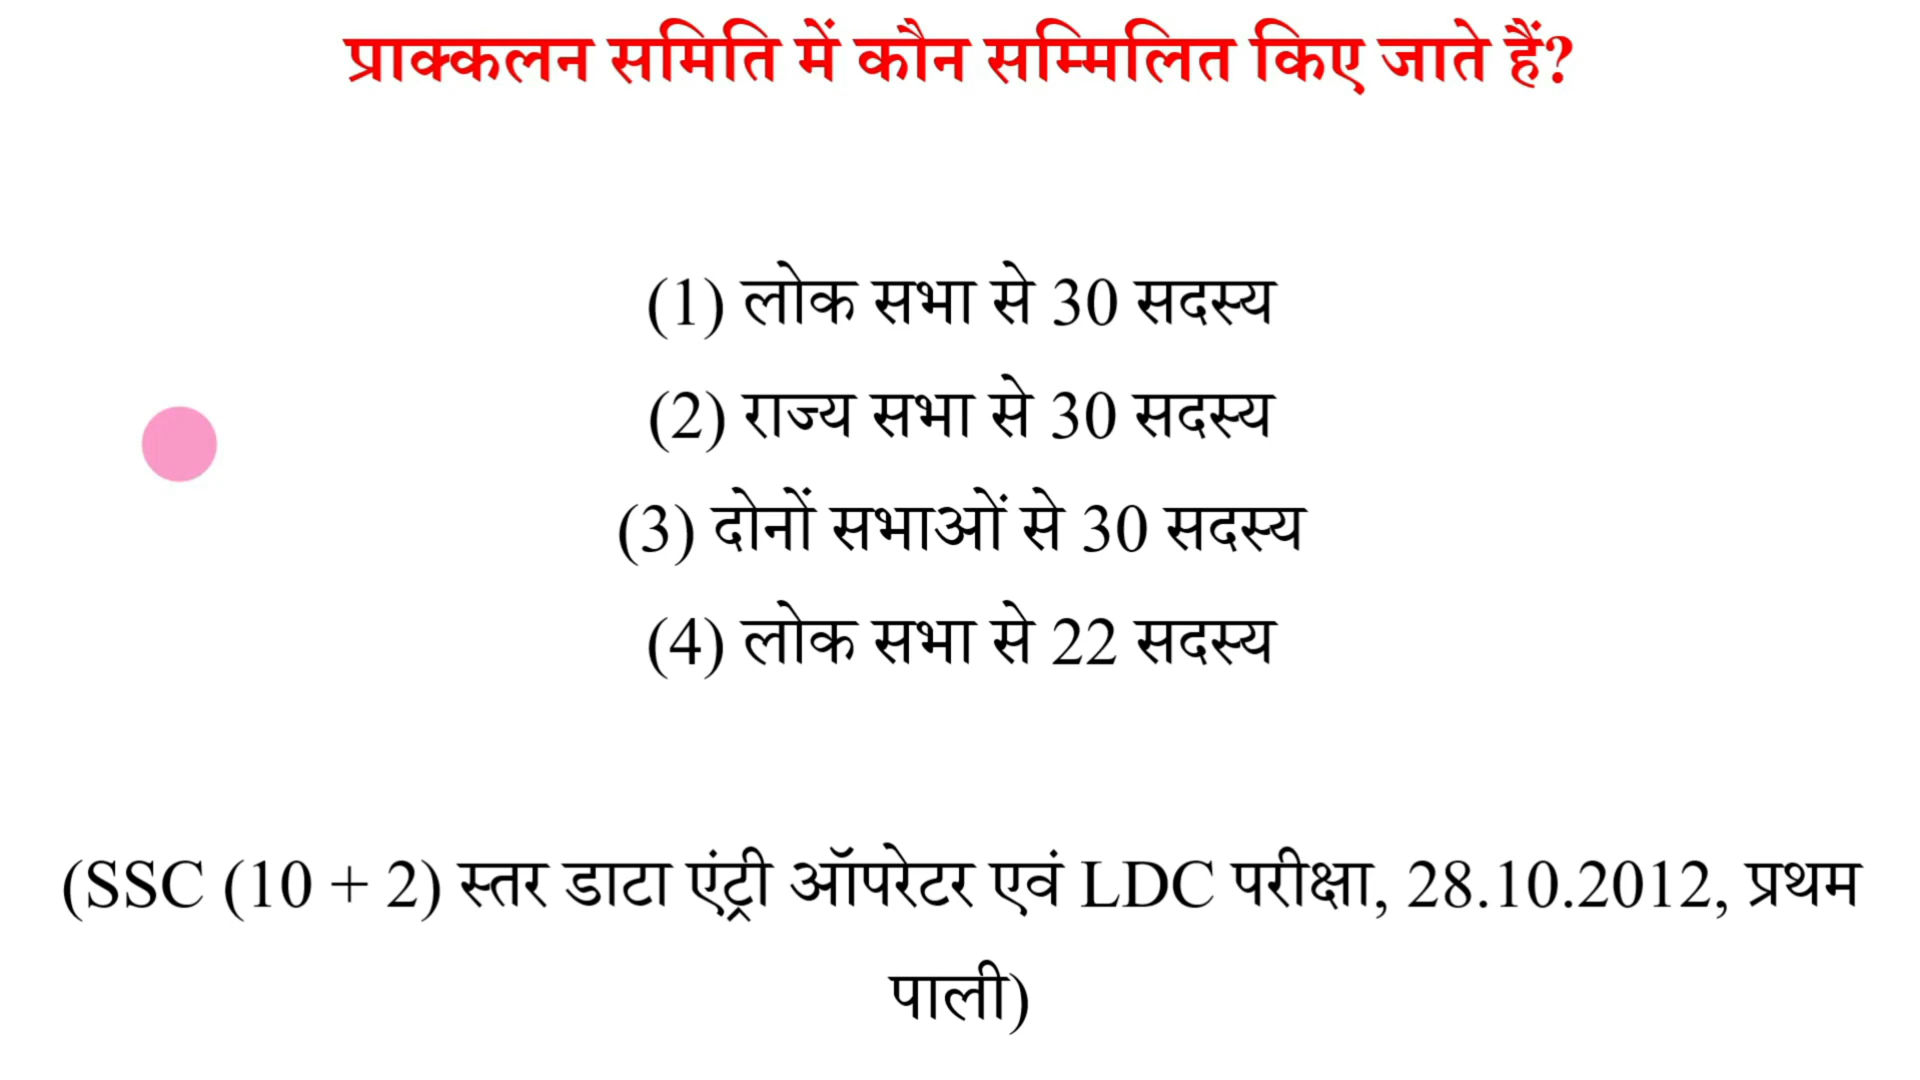 प्राक्कलन समिति में कौन सम्मिलित किए जाते हैं?
(1) लोक सभा से 30 सदस्य
(2) राज्य सभा से 30 सदस्य
(3) दोनों सभाओं से 30 सदस्य
(4) लोक सभा से 22 सदस्य
(SSC (10 + 2) स्तर डाटा एंट्री ऑपरेटर एवं LDC परीक्षा, 28.10.2012, प्रथम
पाली)